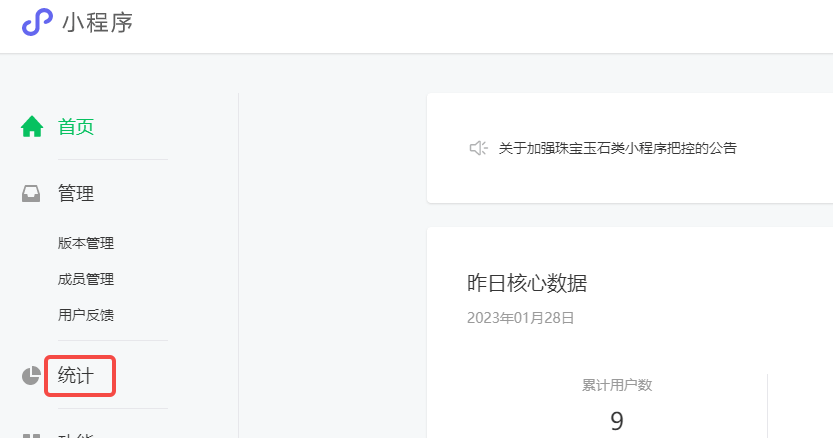 小程序
首页
关于加强珠宝玉石类小程序把控的公告
管理
版本管理
成员管理
用户反馈
统计
昨日核心数据
2023年01月28日
累计用户数
9